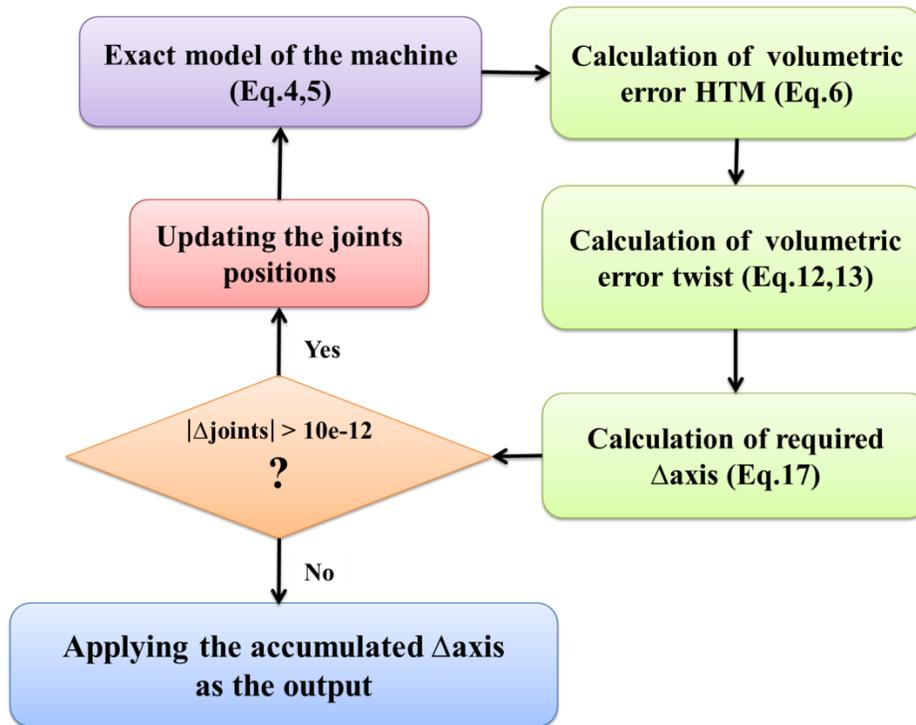 Exact model of the machine
(Eq.4,5)
Calculation of volumetric
error HTM (Eq.6)
Calculation of volumetric
error twist (Eq.12,13)
Calculation of required
Δaxis (Eq.17)
|Δjoints| > 10e-12
?
Yes
Updating the joints
positions
No
Applying the accumulated Δaxis
as the output